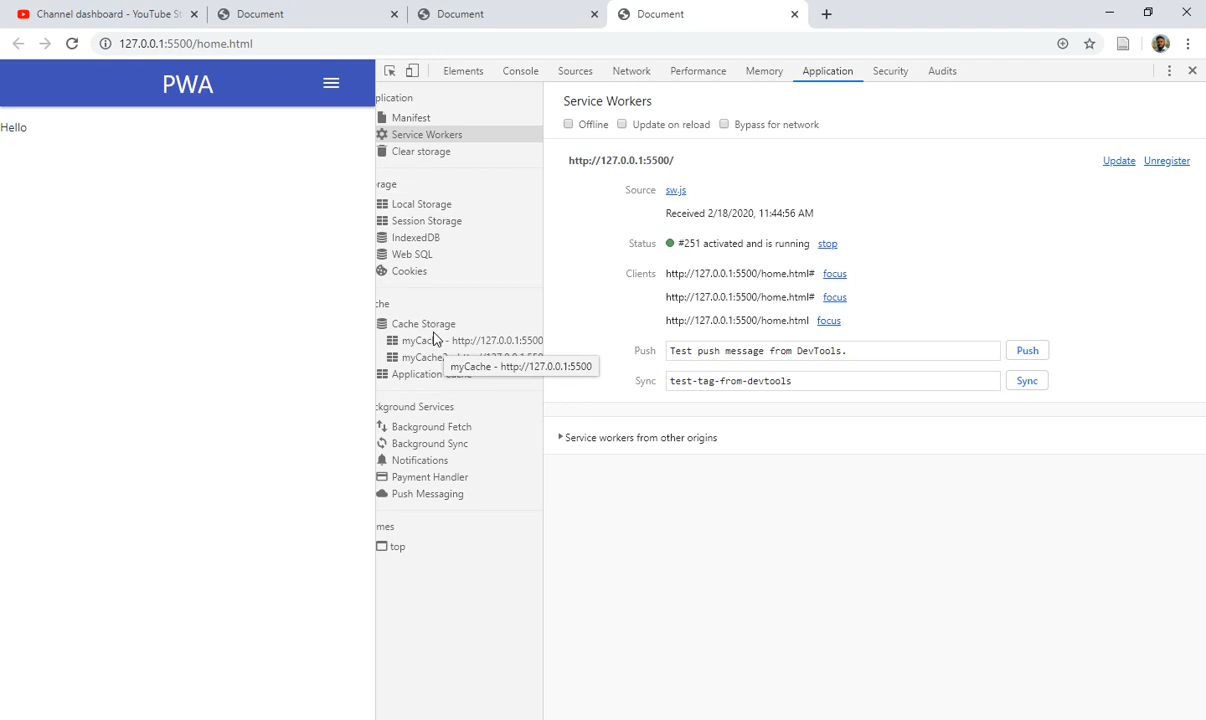 Channel dashboard - YouTube St
Document
Document
Document
127.0.0.1:5500/home.html
PWA
Hello
Elements
Console
Sources
Network
Performance
Memory
Application
Security
Audits
plication
Manifest
Service Workers
Clear storage
rage
Local Storage
Session Storage
IndexedDB
Web SQL
Cookies
che
Cache Storage
myCache - http://127.0.0.1:5500
myCache
myCache - http://127.0.0.1:5500
Application Cache
ckground Services
Background Fetch
Background Sync
Notifications
Payment Handler
Push Messaging
mes
top
Service Workers
Offline
Update on reload
Bypass for network
http://127.0.0.1:5500/
Update
Unregister
Source
sw.js
Received 2/18/2020, 11:44:56 AM
Status
#251 activated and is running
stop
Clients
http://127.0.0.1:5500/home.html#
focus
http://127.0.0.1:5500/home.html#
focus
http://127.0.0.1:5500/home.html
focus
Push
Test push message from DevTools.
Push
Sync
test-tag-from-devtools
Sync
Service workers from other origins